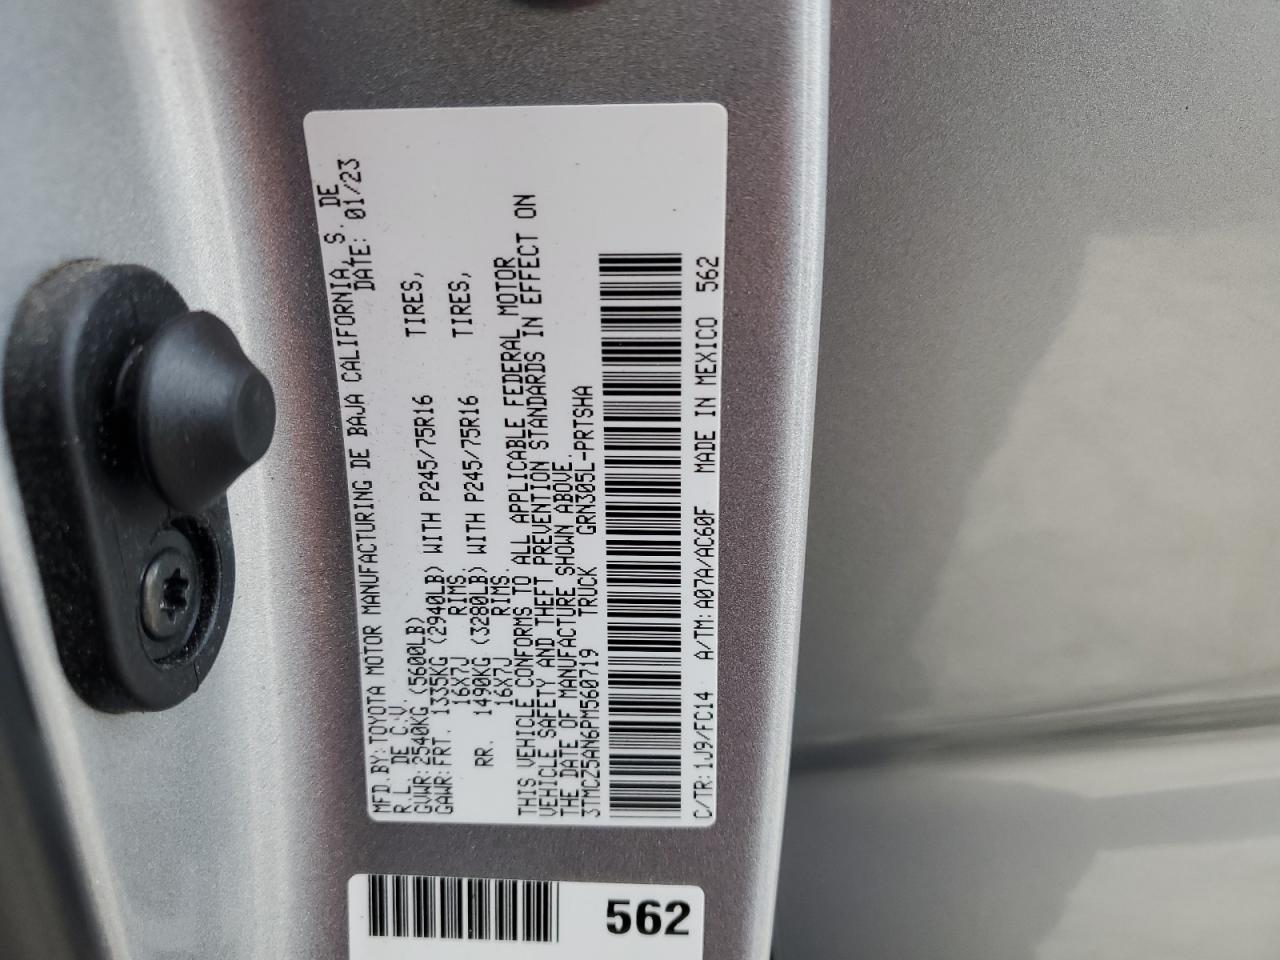 MFD.BY:TOYOTA MOTOR MANUFACTURING DE BAJA CALIFORNIA, S. DE
R.L. DE C.V. DATE: 01/23
GVWR:2540KG (5600LB)
GAWR:FRT. 1335KG (2940LB) WITH P245/75R16 TIRES,
16X7J RIMS
RR. 1490KG (3280LB) WITH P245/75R16 TIRES,
16X7J RIMS
THIS VEHICLE CONFORMS TO ALL APPLICABLE FEDERAL MOTOR
VEHICLE SAFETY AND THEFT PREVENTION STANDARDS IN EFFECT ON
THE DATE OF MANUFACTURE SHOWN ABOVE.
3TMCZ5AN6PM560719 TRUCK GRN305L-PRTSHA
C/TR:1J9/FC14 A/TM:A07A/AC60F MADE IN MEXICO 562
562